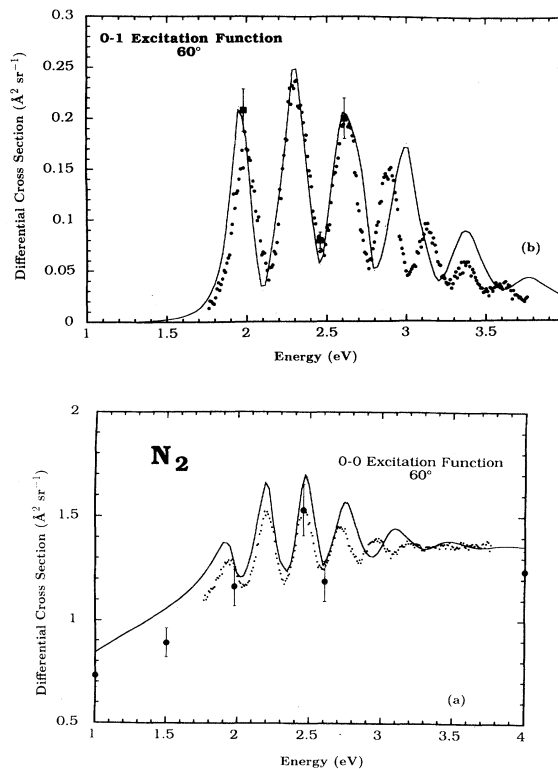 0-1 Excitation Function
60°
0.3
0.25
0.2
0.15
0.1
0.05
0
Differential Cross Section (Å² sr⁻¹)
(b)
1 1.5 2 2.5 3 3.5
Energy (eV)
N₂
0-0 Excitation Function
60°
2
1.5
1
0.5
Differential Cross Section (Å² sr⁻¹)
(a)
1 1.5 2 2.5 3 3.5 4
Energy (eV)